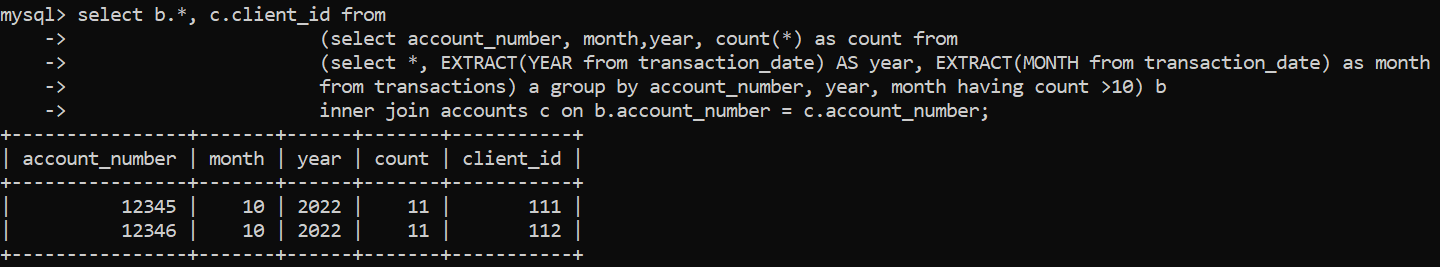 mysql> select b.*, c.client_id from
    ->                       (select account_number, month,year, count(*) as count from
    ->                       (select *, EXTRACT(YEAR from transaction_date) AS year, EXTRACT(MONTH from transaction_date) as month
    ->                       from transactions) a group by account_number, year, month having count >10) b
    ->                       inner join accounts c on b.account_number = c.account_number;
+----------------+-------+------+-------+-----------+
| account_number | month | year | count | client_id |
+----------------+-------+------+-------+-----------+
|          12345 |    10 | 2022 |    11 |       111 |
|          12346 |    10 | 2022 |    11 |       112 |
+----------------+-------+------+-------+-----------+